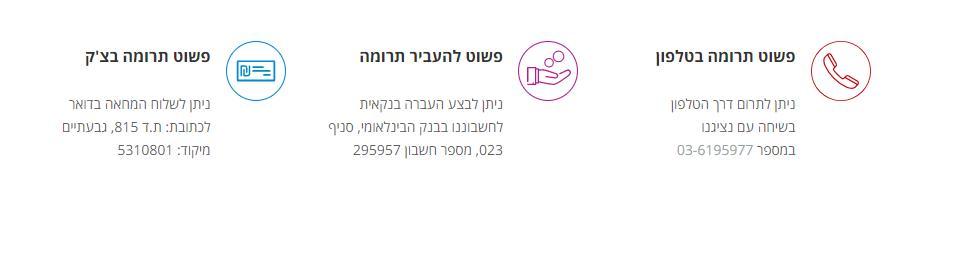 פשוט תרומה בטלפון
ניתן לתרום דרך הטלפון
בשיחה עם נציגנו
במספר 03-6195977
פשוט להעביר תרומה
ניתן לבצע העברה בנקאית
לחשבוננו בבנק הבינלאומי, סניף
023, מספר חשבון 295957
פשוט תרומה בצ'ק
ניתן לשלוח המחאה בדואר
לכתובת: ת.ד 815, גבעתיים
מיקוד: 5310801